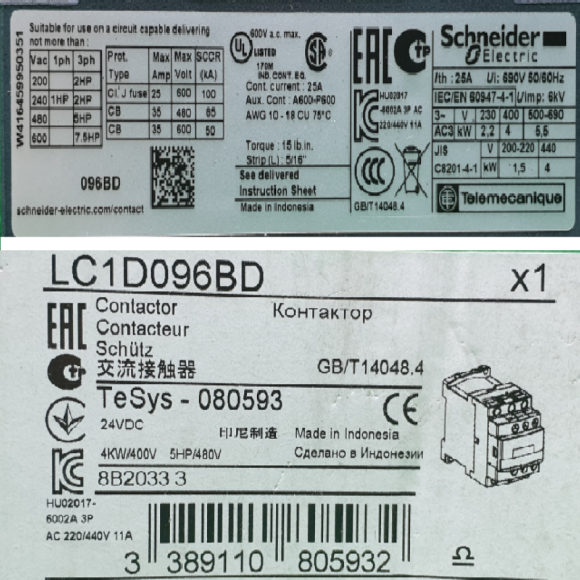 Suitable for use on a circuit capable delivering
not more than :
Vac 1ph 3ph
200 2HP
240 1HP 2HP
480 5HP
600 7.5HP
Prot. Type Max Amp Max Volt SCCR (kA)
Cl 'J' fuse 25 600 100
CB 35 480 85
CB 35 600 50
W4164599S0351
096BD
schneider-electric.com/contact
600V a.c. max.
UL LISTED
170M
IND. CONT. EQ.
Cont. current : 25A
Aux. Cont : A600-P600
AWG 10 - 18 CU 75°C
Torque : 15 lb.in.
Strip (L) : 5/16"
See delivered
Instruction Sheet
Made in Indonesia
EAC
HU02017
-6002A 3P AC
220/440V 11A
CCC
GB/T14048.4
Schneider
Electric
Ith : 25A Ui: 690V 50/60Hz
IEC/EN 60947-4-1 Uimp: 6kV
3~ V 230 400 500-690
AC3 kW 2,2 4 5,5
JIS V 200-220 440
C8201-4-1 kW 1,5 4
Telemecanique
LC1D096BD x1
EAC
Contactor Контактор
Contacteur
Schütz
交流接触器 GB/T14048.4
TeSys - 080593 CE
24VDC 印尼制造 Made in Indonesia
4KW/400V 5HP/480V Сделано в Индонезии
8B2033 3
HU02017-
6002A 3P
AC 220/440V 11A
3 389110 805932